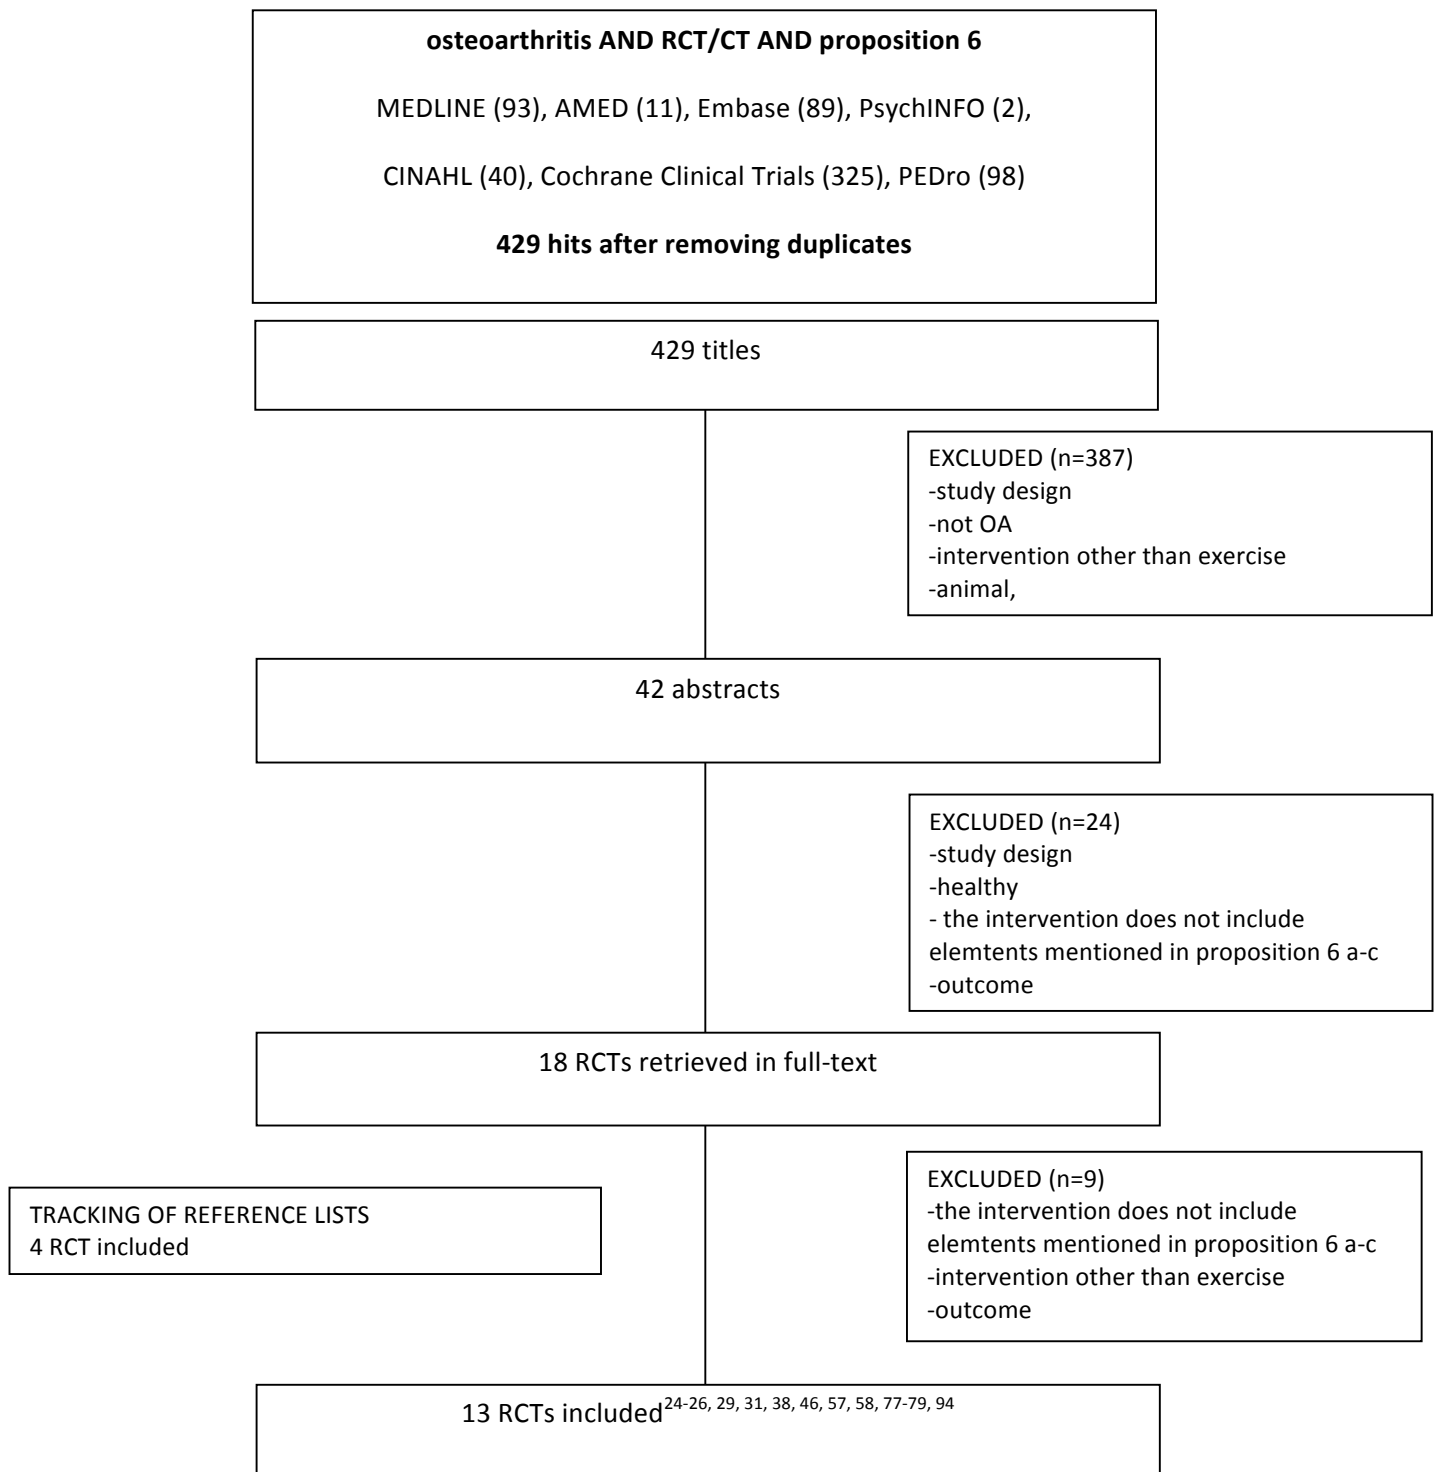 osteoarthritis AND RCT/CT AND proposition 6
MEDLINE (93), AMED (11), Embase (89), PsychINFO (2),
CINAHL (40), Cochrane Clinical Trials (325), PEDro (98)
429 hits after removing duplicates
429 titles
EXCLUDED (n=387)
-study design
-not OA
-intervention other than exercise
-animal,
42 abstracts
EXCLUDED (n=24)
-study design
-healthy
- the intervention does not include
elemtents mentioned in proposition 6 a-c
-outcome
18 RCTs retrieved in full-text
EXCLUDED (n=9)
-the intervention does not include
elemtents mentioned in proposition 6 a-c
-intervention other than exercise
-outcome
TRACKING OF REFERENCE LISTS
4 RCT included
13 RCTs included24-26, 29, 31, 38, 46, 57, 58, 77-79, 94